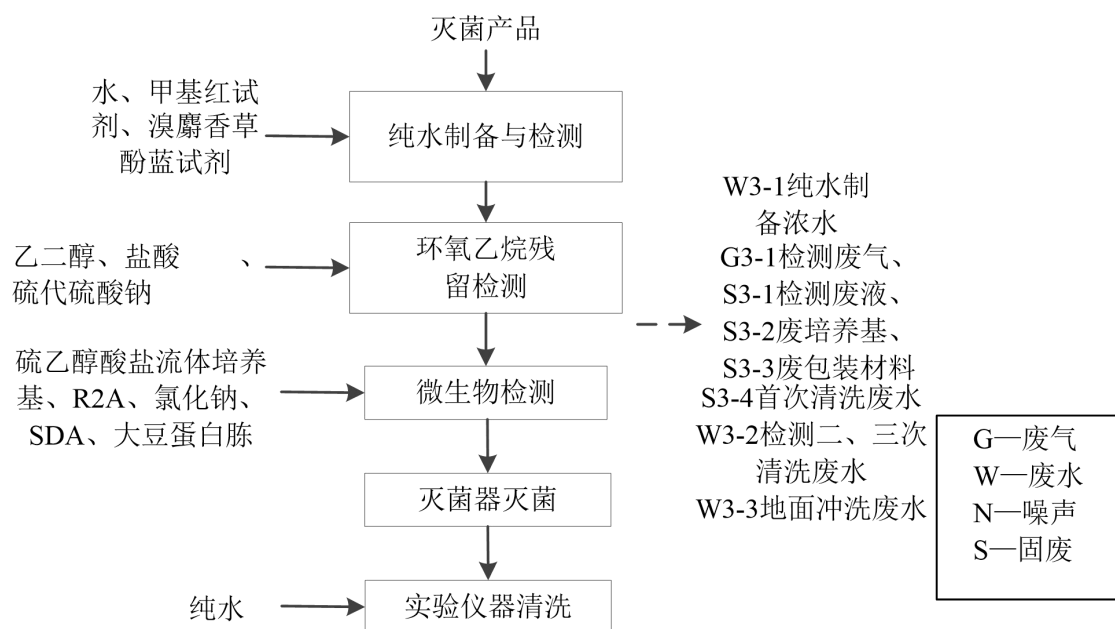 灭菌产品
水、甲基红试
剂、溴麝香草
酚蓝试剂
纯水制备与检测
乙二醇、盐酸 、
硫代硫酸钠
环氧乙烷残
留检测
硫乙醇酸盐流体培养
基、R2A、氯化钠、
SDA、大豆蛋白胨
微生物检测
灭菌器灭菌
纯水
实验仪器清洗
W3-1纯水制
备浓水
G3-1检测废气、
S3-1检测废液、
S3-2废培养基、
S3-3废包装材料
S3-4首次清洗废水
W3-2检测二、三次
清洗废水
W3-3地面冲洗废水
G—废气
W—废水
N—噪声
S—固废